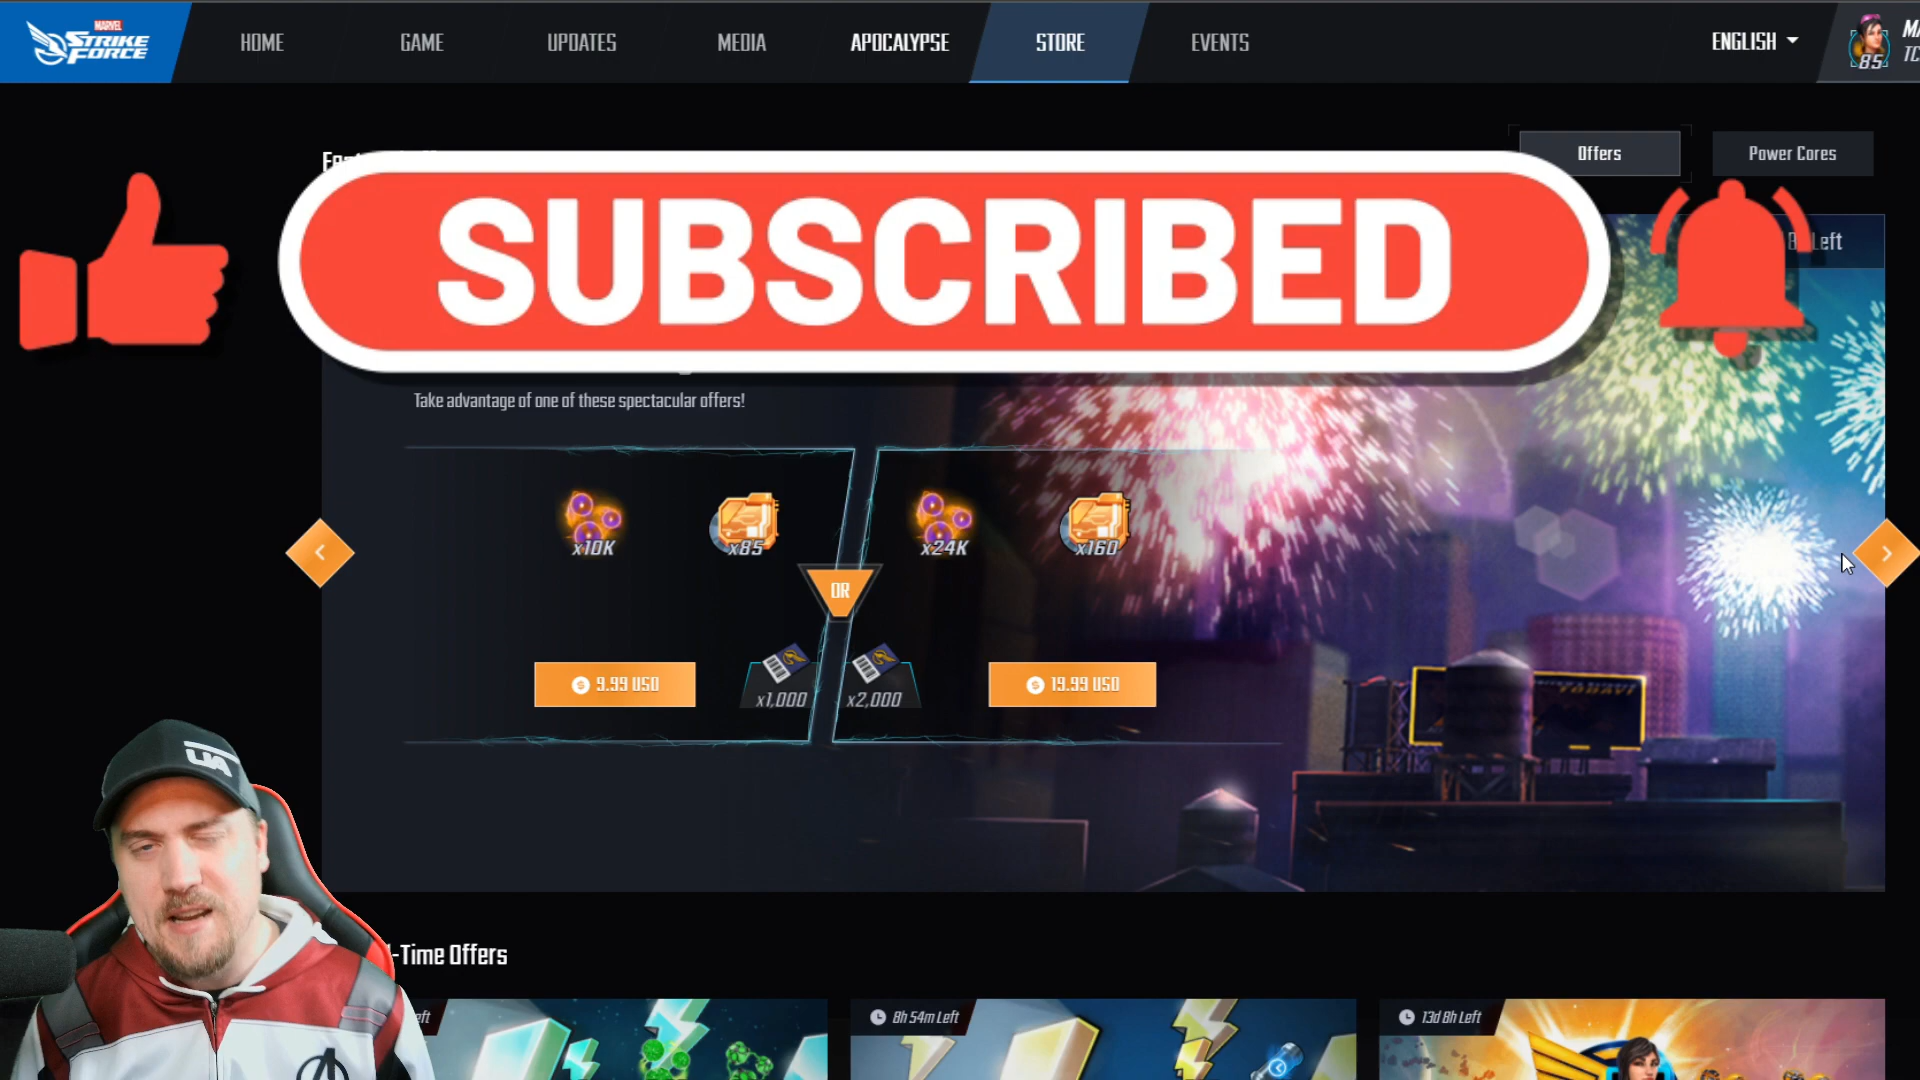 MARVEL
STRIKE
FORCE
HOME
GAME
UPDATES
MEDIA
APOCALYPSE
STORE
EVENTS
ENGLISH
85
Offers
Power Cores
SUBSCRIBED
Left
Take advantage of one of these spectacular offers!
x10K
x85
x24K
x160
OR
9.99 USD
x1,000
x2,000
19.99 USD
-Time Offers
8h 54m Left
13d 8h Left